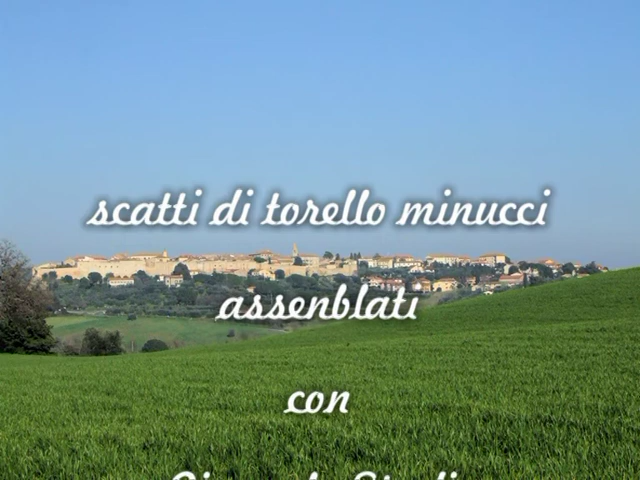 scatti di torello minucci
assenblati
con